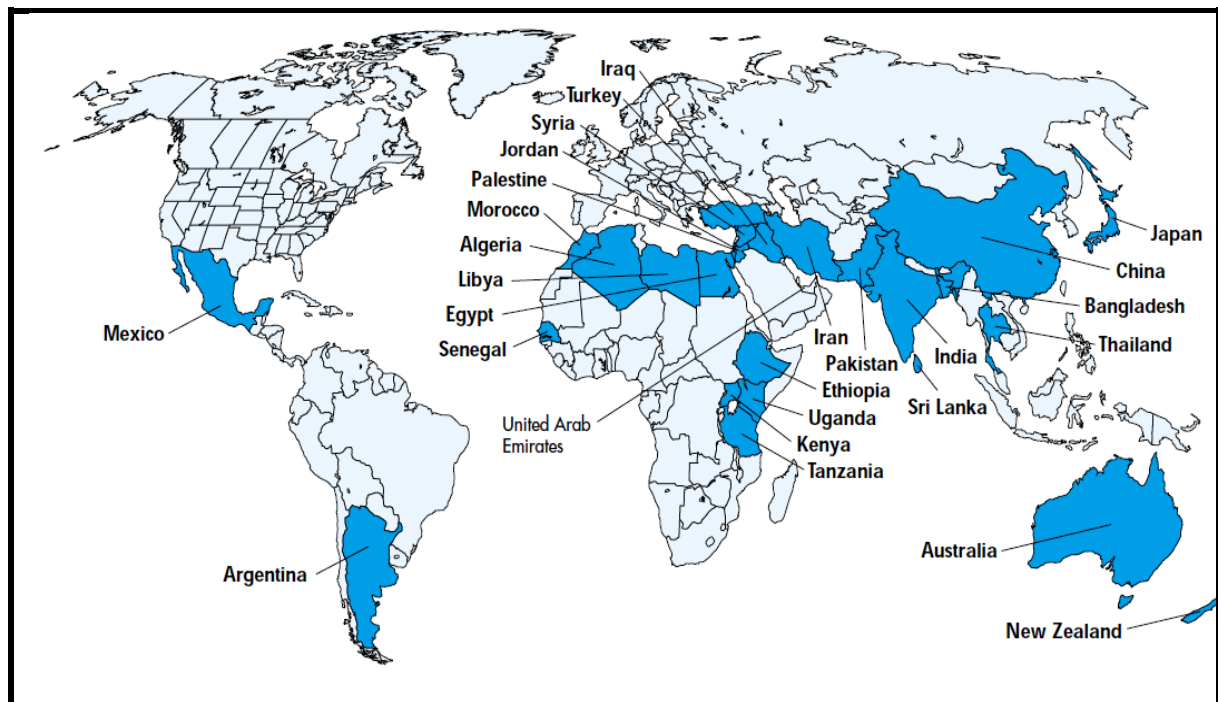 Iraq
Turkey
Syria
Jordan
Palestine
Morocco
Algeria
Libya
Egypt
Senegal
Mexico
United Arab
Emirates
Argentina
Japan
China
Bangladesh
Thailand
Iran
Pakistan
India
Ethiopia
Sri Lanka
Uganda
Kenya
Tanzania
Australia
New Zealand